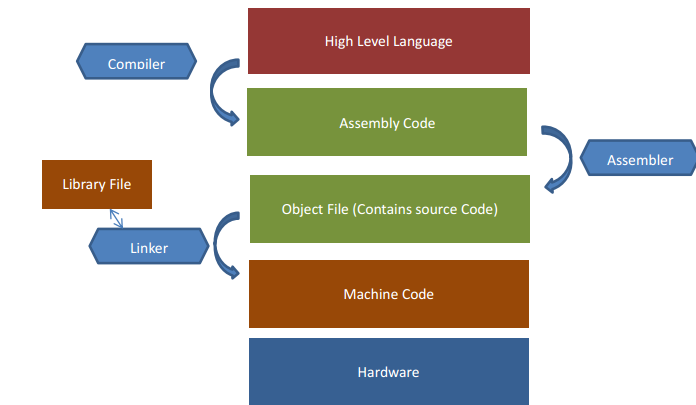 High Level Language
Compiler
Assembly Code
Assembler
Library File
Object File (Contains source Code)
Linker
Machine Code
Hardware